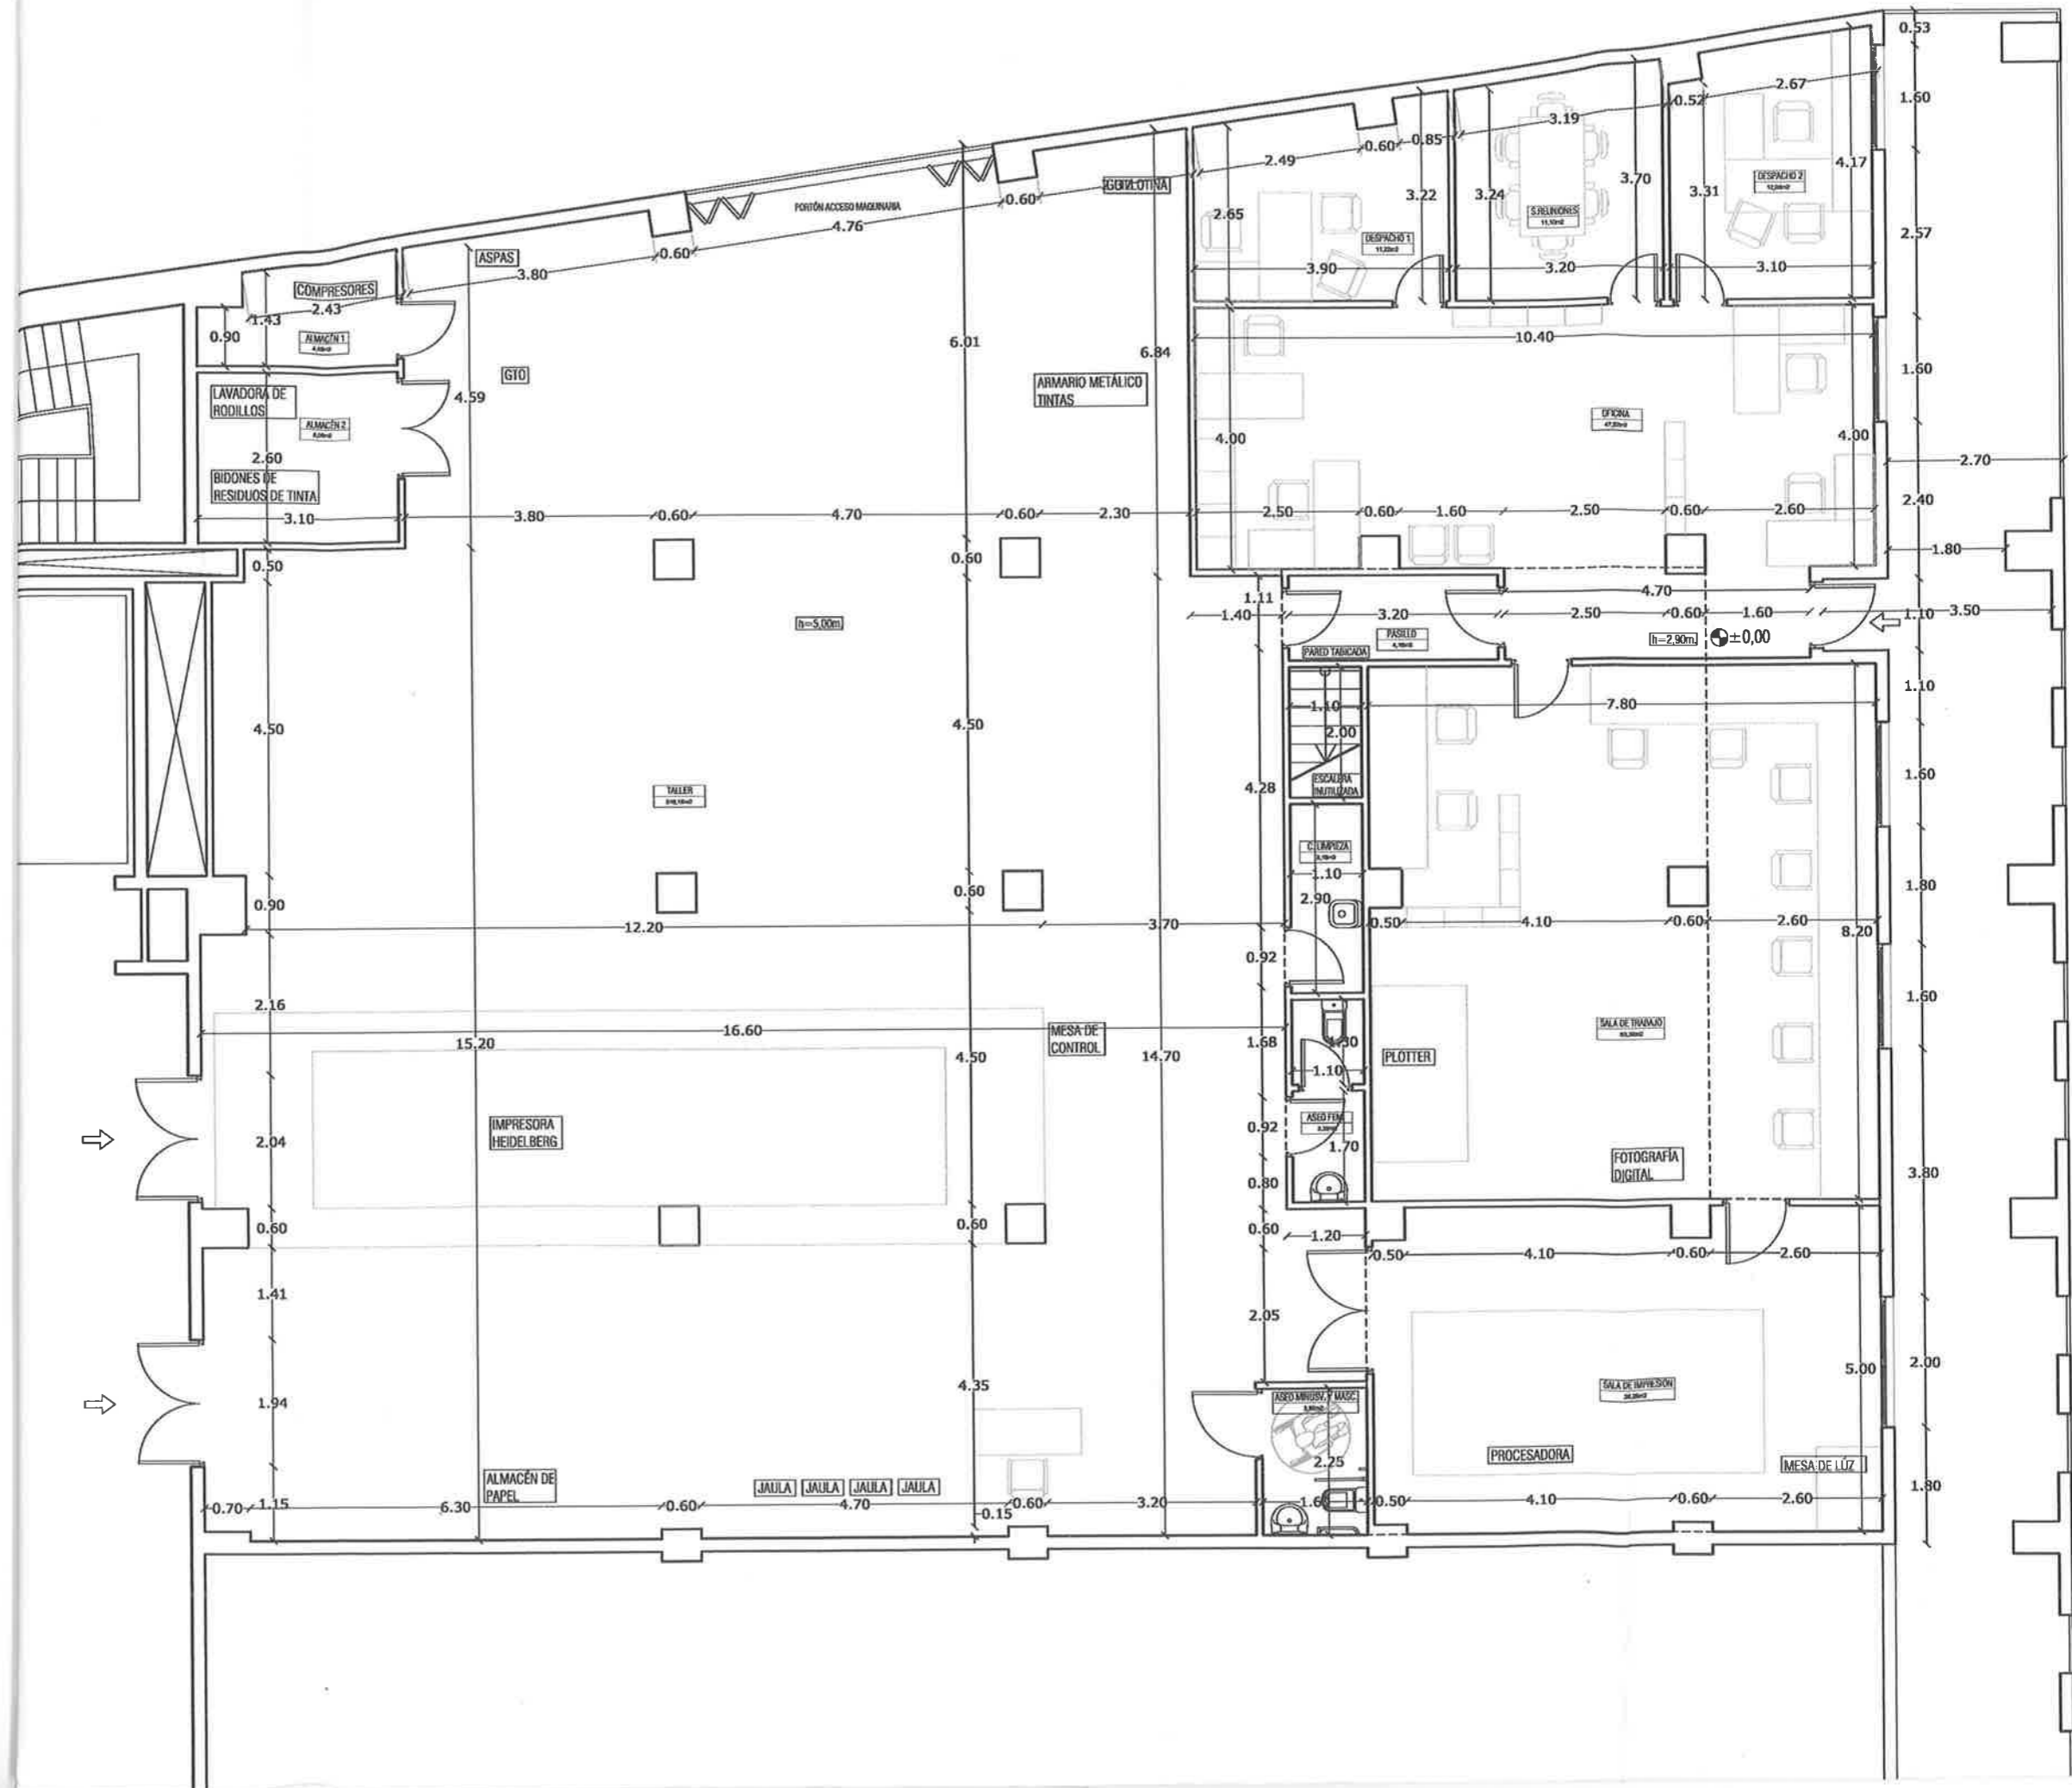 0.53
2.67
0.52
1.60
3.19
0.85
0.60
2.49
4.17
3.70
DESPACHO 2
3.31
3.24
3.22
0.60
2.65
S.REUNIONES
PORTÓN ACCESO MAQUINARIA
4.76
DESPACHO 1
2.57
0.60
ASPAS
3.80
3.90
3.20
3.10
COMPRESORES
2.43
1.43
0.90
ALMACÉN 1
6.01
6.84
10.40
1.60
GTO
ARMARIO METÁLICO
TINTAS
LAVADORA DE
RODILLOS
4.59
ALMACÉN 2
OFICINA
4.00
4.00
2.60
2.70
BIDONES DE
RESIDUOS DE TINTA
2.40
3.10
3.80
0.60
4.70
0.60
2.30
2.50
0.60
1.60
2.50
0.60
2.60
0.50
0.60
1.80
1.11
4.70
1.40
3.20
2.50
0.60
1.60
1.10
3.50
h=5,00m
PASILLO
h=2,90m
±0,00
PARED TABICADA
1.10
1.10
7.80
4.50
4.50
2.00
1.60
ESCALERA
INUTILIZADA
4.28
TALLER
C.LIMPIEZA
1.10
0.60
1.80
0.90
2.90
12.20
3.70
0.50
4.10
0.60
2.60
8.20
0.92
1.60
2.16
16.60
MESA DE
CONTROL
SALA DE TRABAJO
15.20
1.68
1.30
4.50
14.70
PLOTTER
1.10
IMPRESORA
HEIDELBERG
ASEO FEM.
0.92
2.04
1.70
FOTOGRAFÍA
DIGITAL
3.80
0.80
0.60
0.60
0.60
1.20
0.50
4.10
0.60
2.60
1.41
2.05
2.00
5.00
4.35
SALA DE IMPRESIÓN
ASEO MINUSV. Y MASC.
1.94
PROCESADORA
2.25
MESA DE LÚZ
ALMACÉN DE
PAPEL
JAULA
JAULA
JAULA
JAULA
1.80
0.70
1.15
6.30
0.60
4.70
0.60
3.20
0.50
4.10
0.60
2.60
0.15